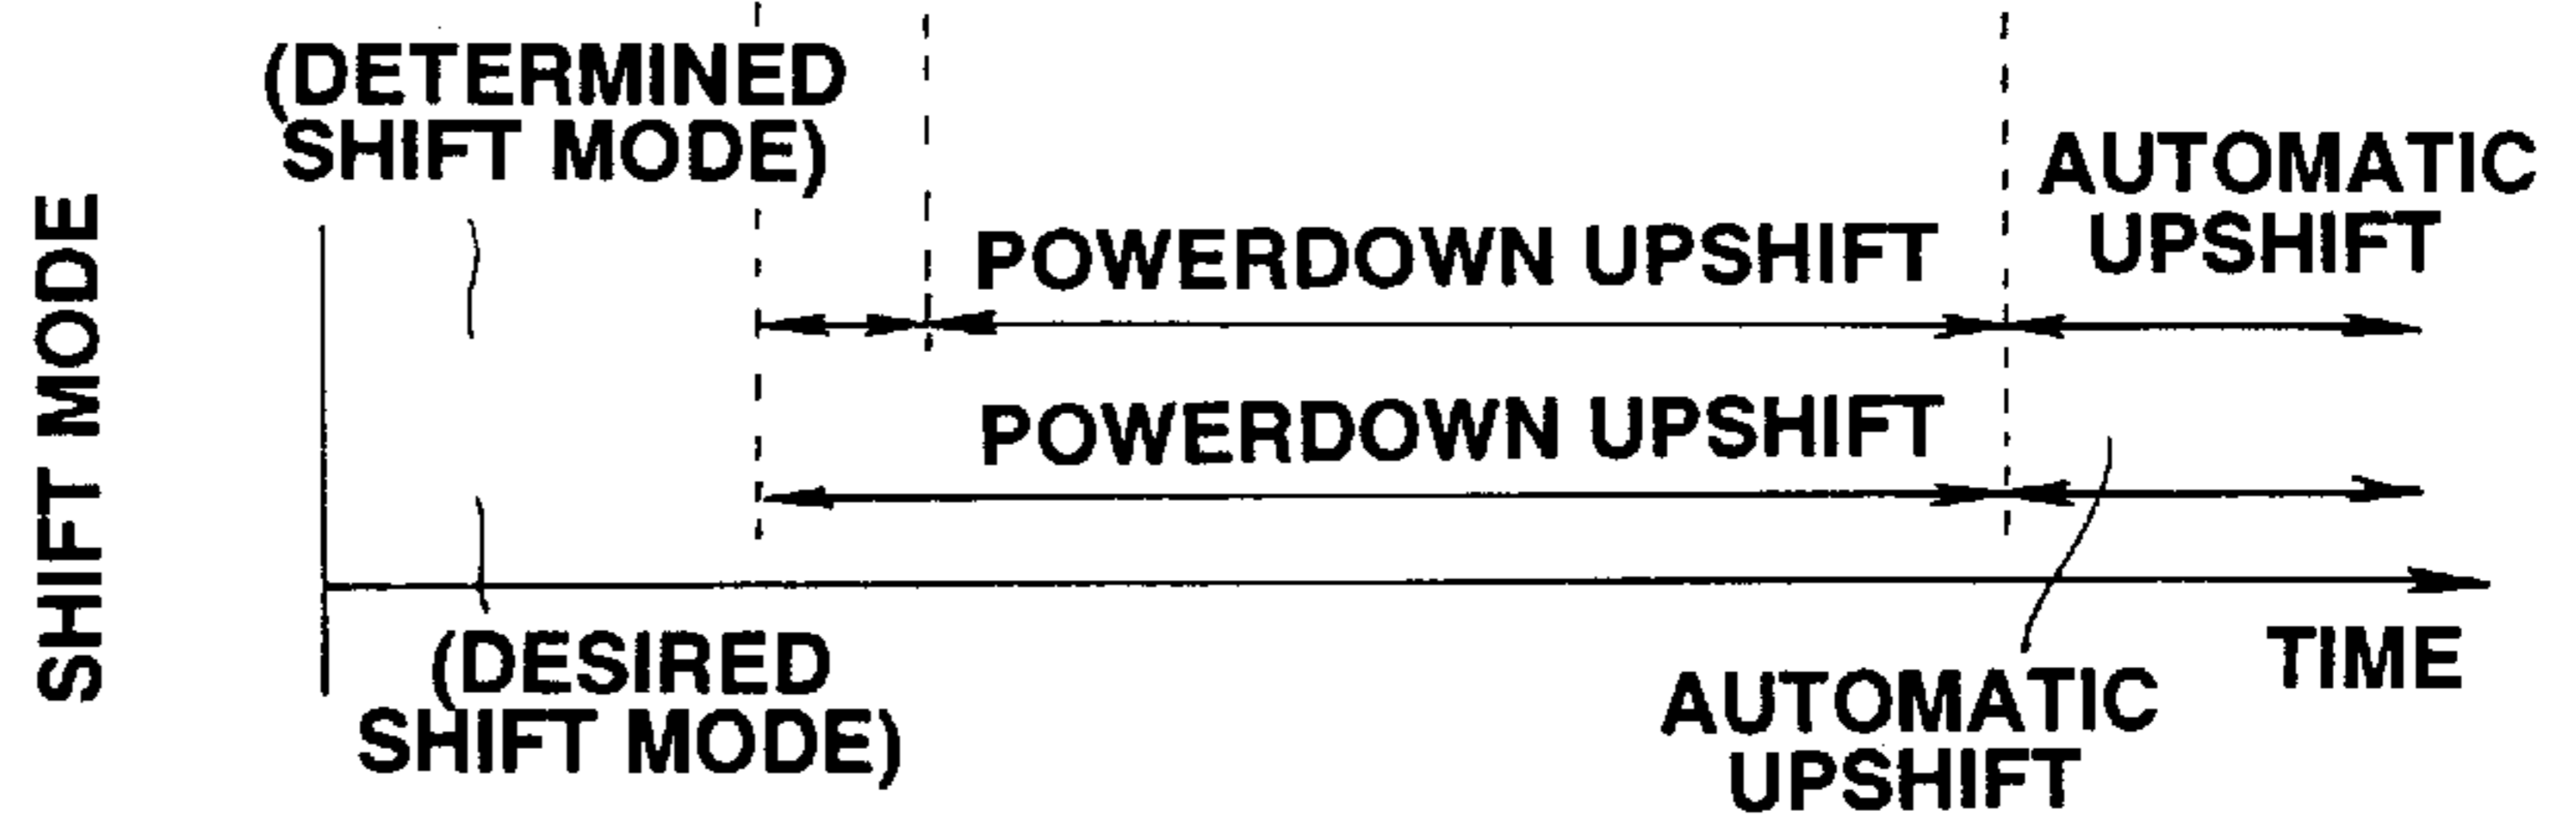 (DETERMINED
SHIFT MODE)
AUTOMATIC
UPSHIFT
POWERDOWN UPSHIFT
SHIFT MODE
POWERDOWN UPSHIFT
(DESIRED
SHIFT MODE)
TIME
AUTOMATIC
UPSHIFT